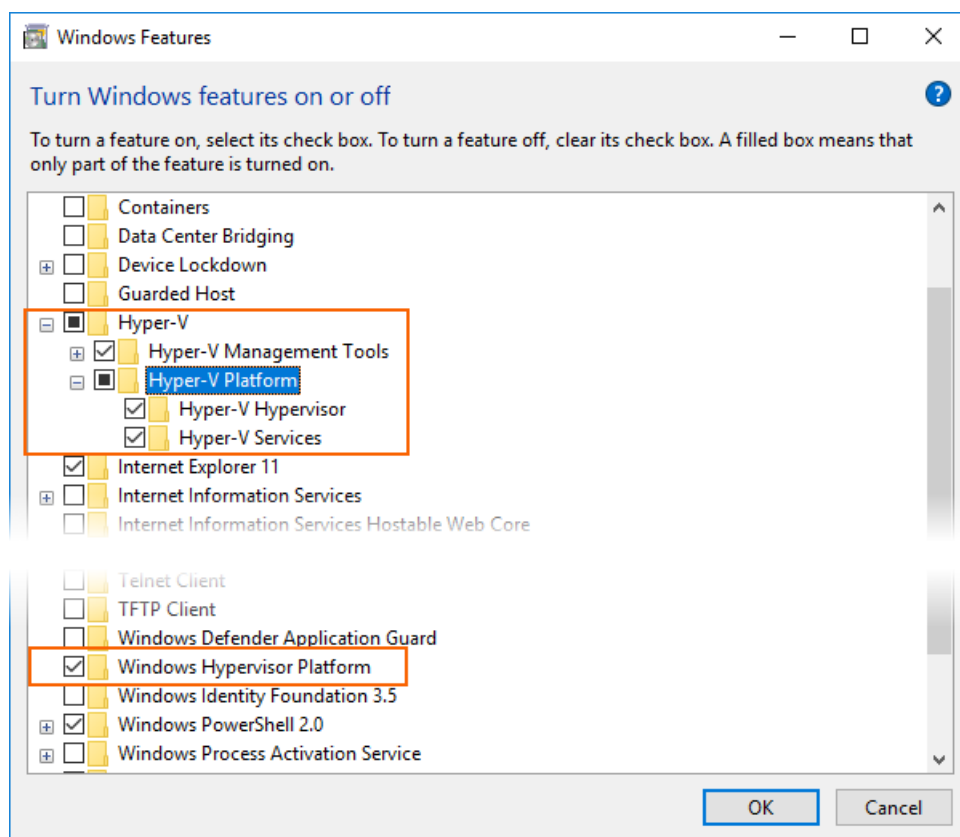 Windows Features
Turn Windows features on or off
?
To turn a feature on, select its check box. To turn a feature off, clear its check box. A filled box means that
only part of the feature is turned on.
Containers
Data Center Bridging
Device Lockdown
Guarded Host
Hyper-V
Hyper-V Management Tools
Hyper-V Platform
Hyper-V Hypervisor
Hyper-V Services
Internet Explorer 11
Internet Information Services
Internet Information Services Hostable Web Core
Telnet Client
TFTP Client
Windows Defender Application Guard
Windows Hypervisor Platform
Windows Identity Foundation 3.5
Windows PowerShell 2.0
Windows Process Activation Service
OK
Cancel